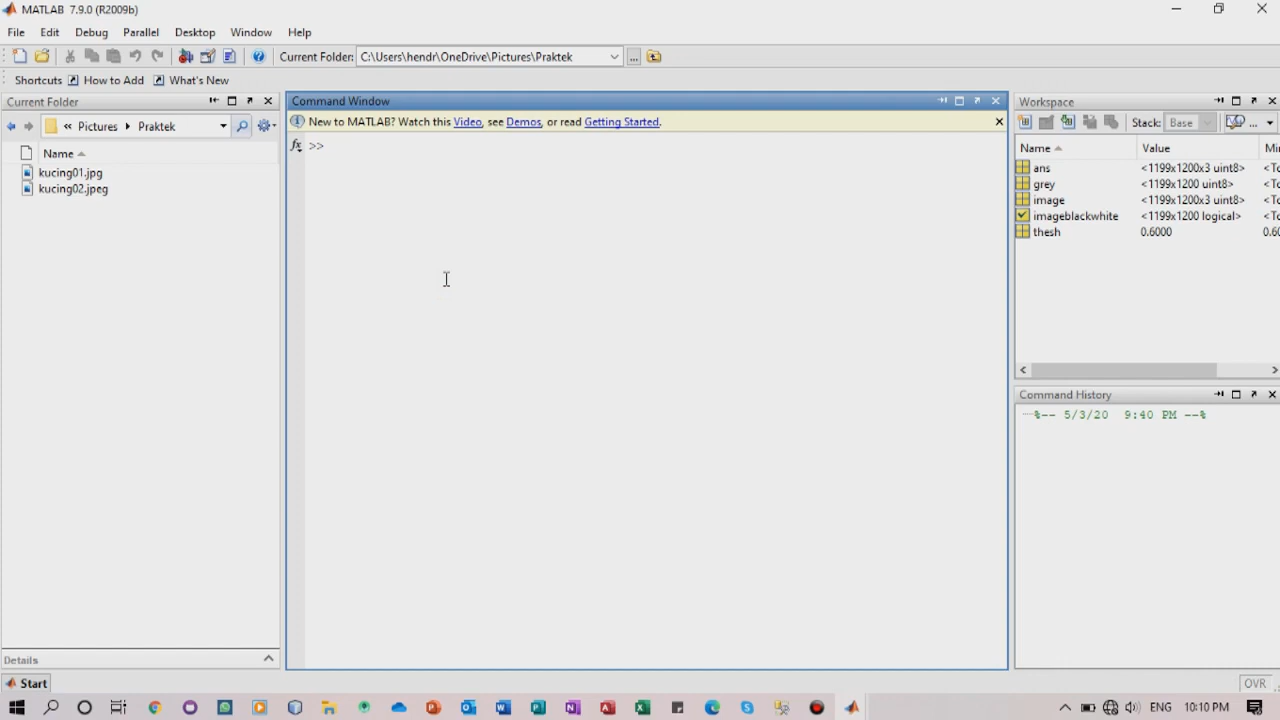 MATLAB 7.9.0 (R2009b)
File Edit Debug Parallel Desktop Window Help
Current Folder: C:\Users\hendr\OneDrive\Pictures\Praktek ...
Shortcuts How to Add What's New
Current Folder
« Pictures Praktek
Name
kucing01.jpg
kucing02.jpeg
Details
Command Window
New to MATLAB? Watch this Video, see Demos, or read Getting Started.
fx >>
Workspace
Stack: Base ...
Name Value
ans <1199x1200x3 uint8>
grey <1199x1200 uint8>
image <1199x1200x3 uint8>
imageblackwhite <1199x1200 logical>
thesh 0.6000
Command History
%-- 5/3/20 9:40 PM --%
Start
OVR
ENG 10:10 PM